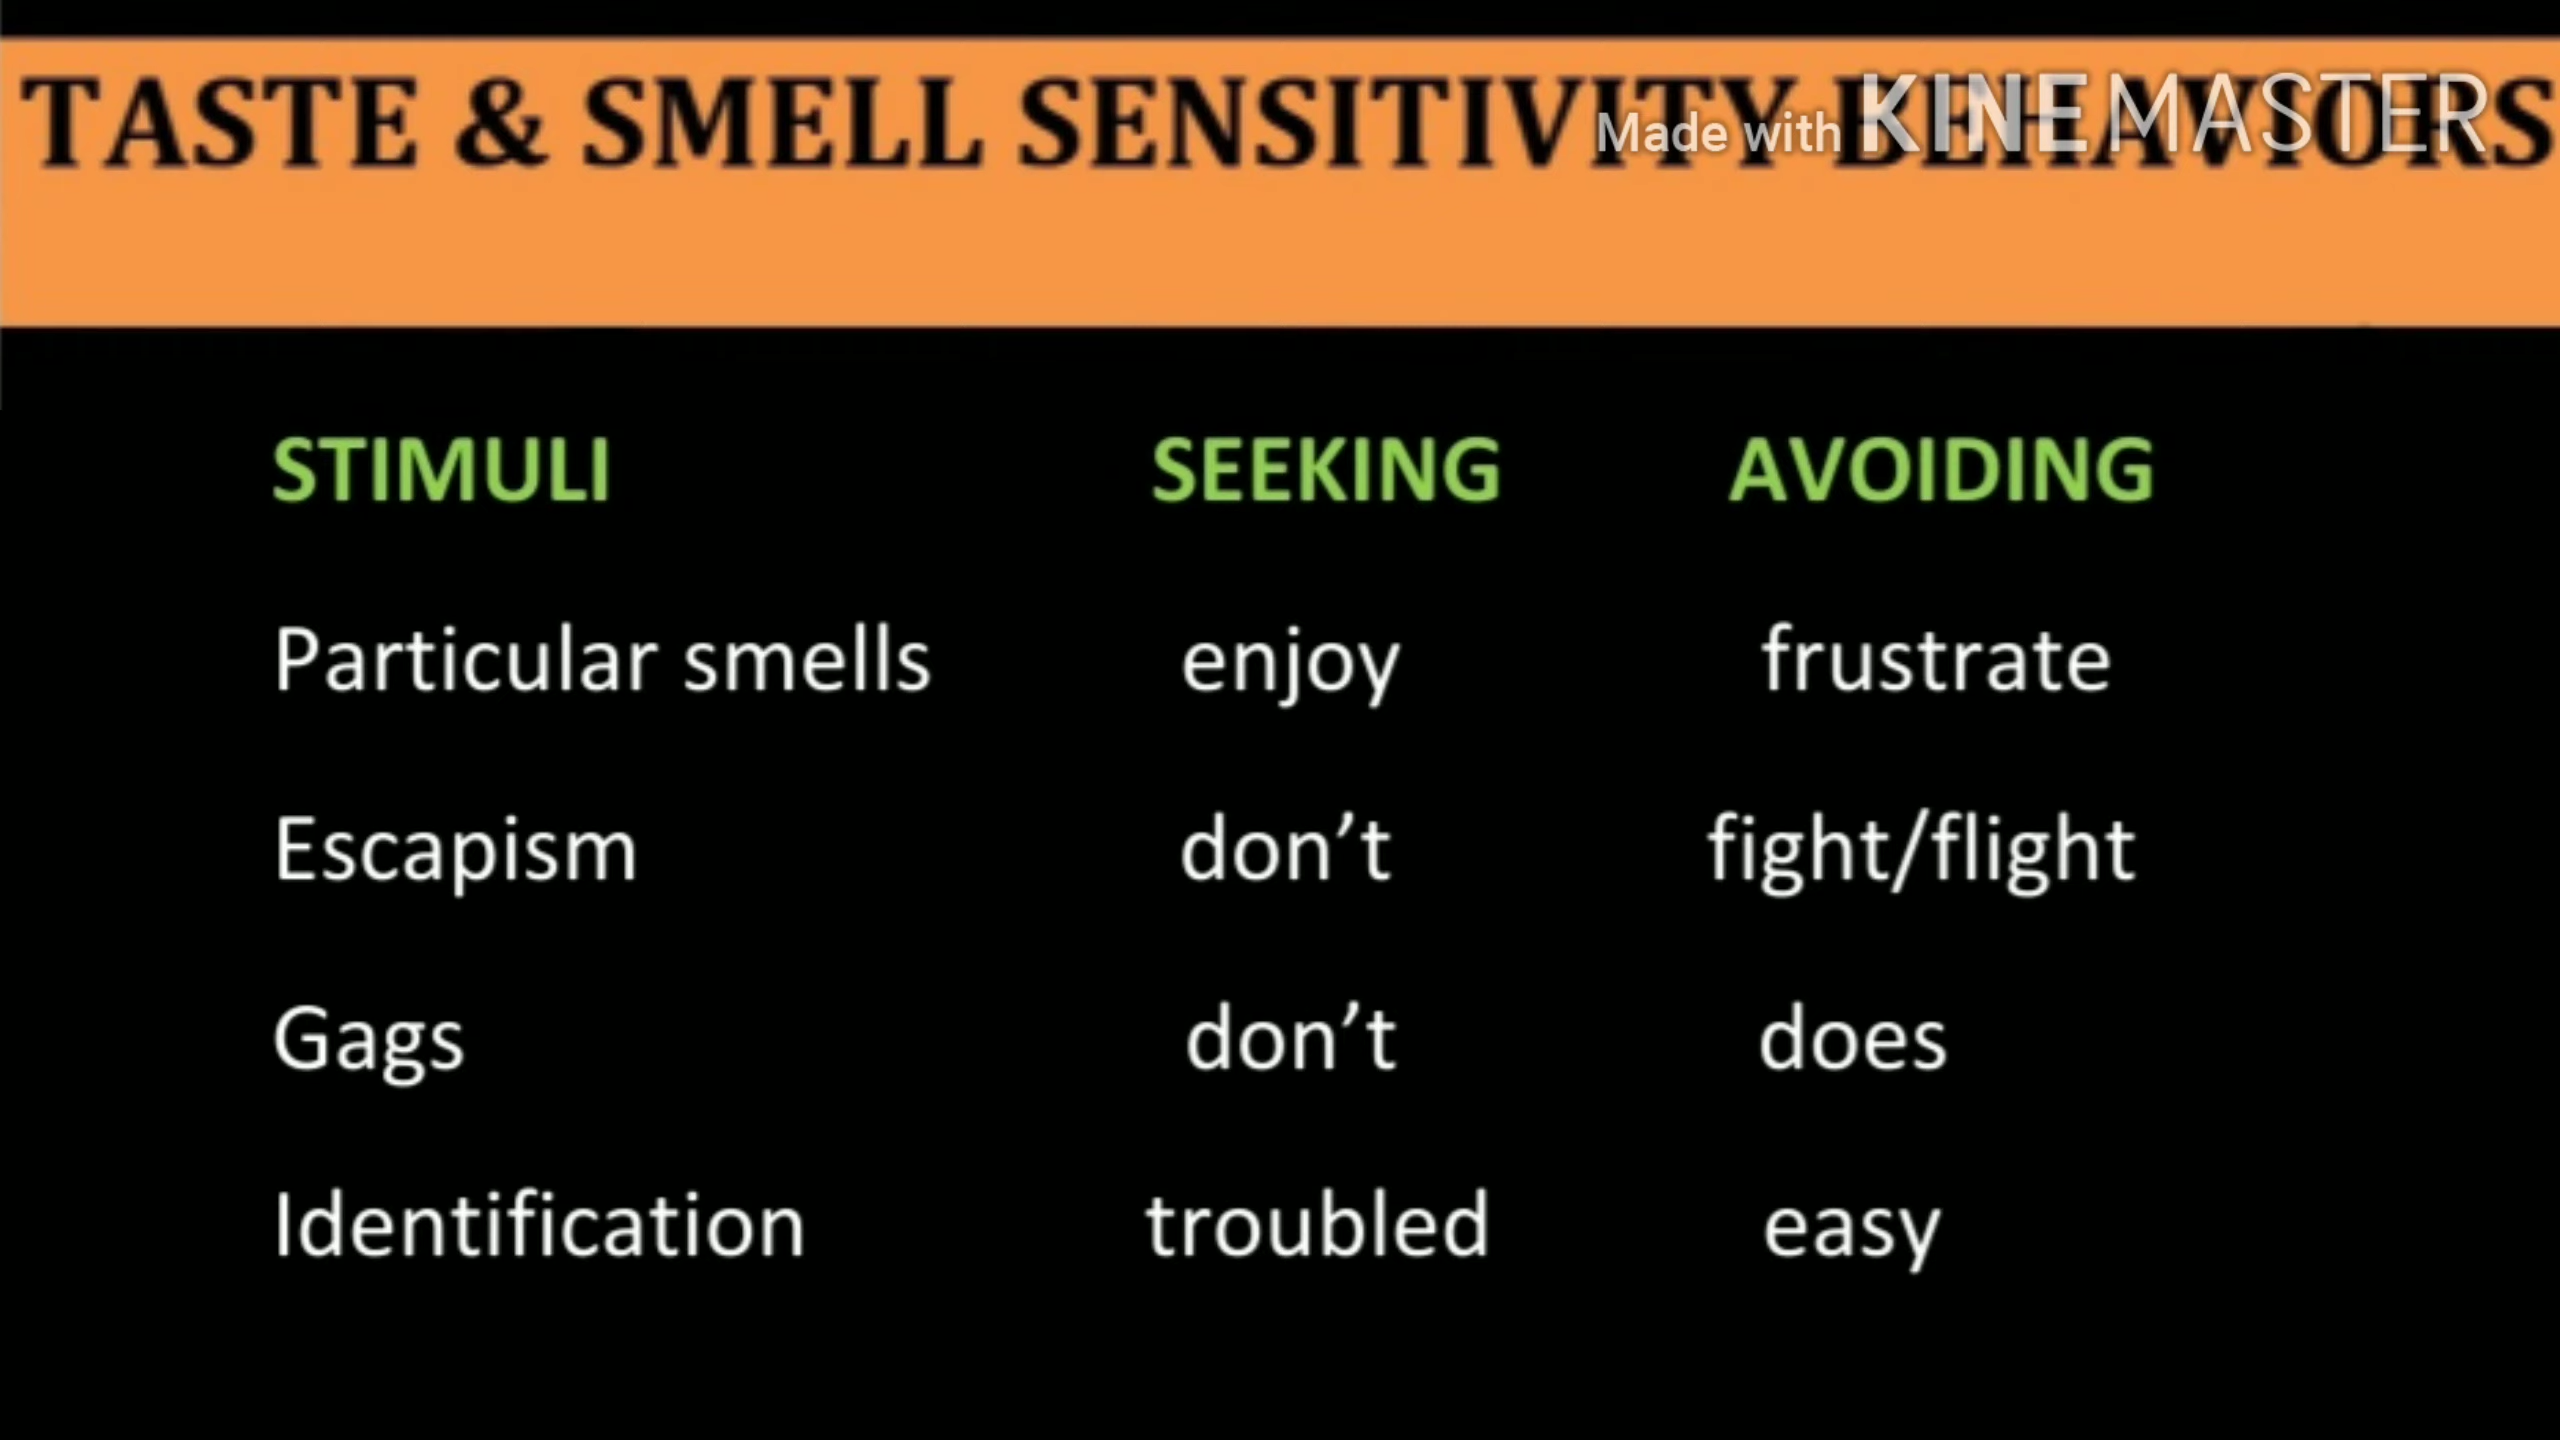 TASTE & SMELL SENSITIVITY BEHAVIORS
Made with KINEMASTER
STIMULI SEEKING AVOIDING
Particular smells enjoy frustrate
Escapism don’t fight/flight
Gags don’t does
Identification troubled easy